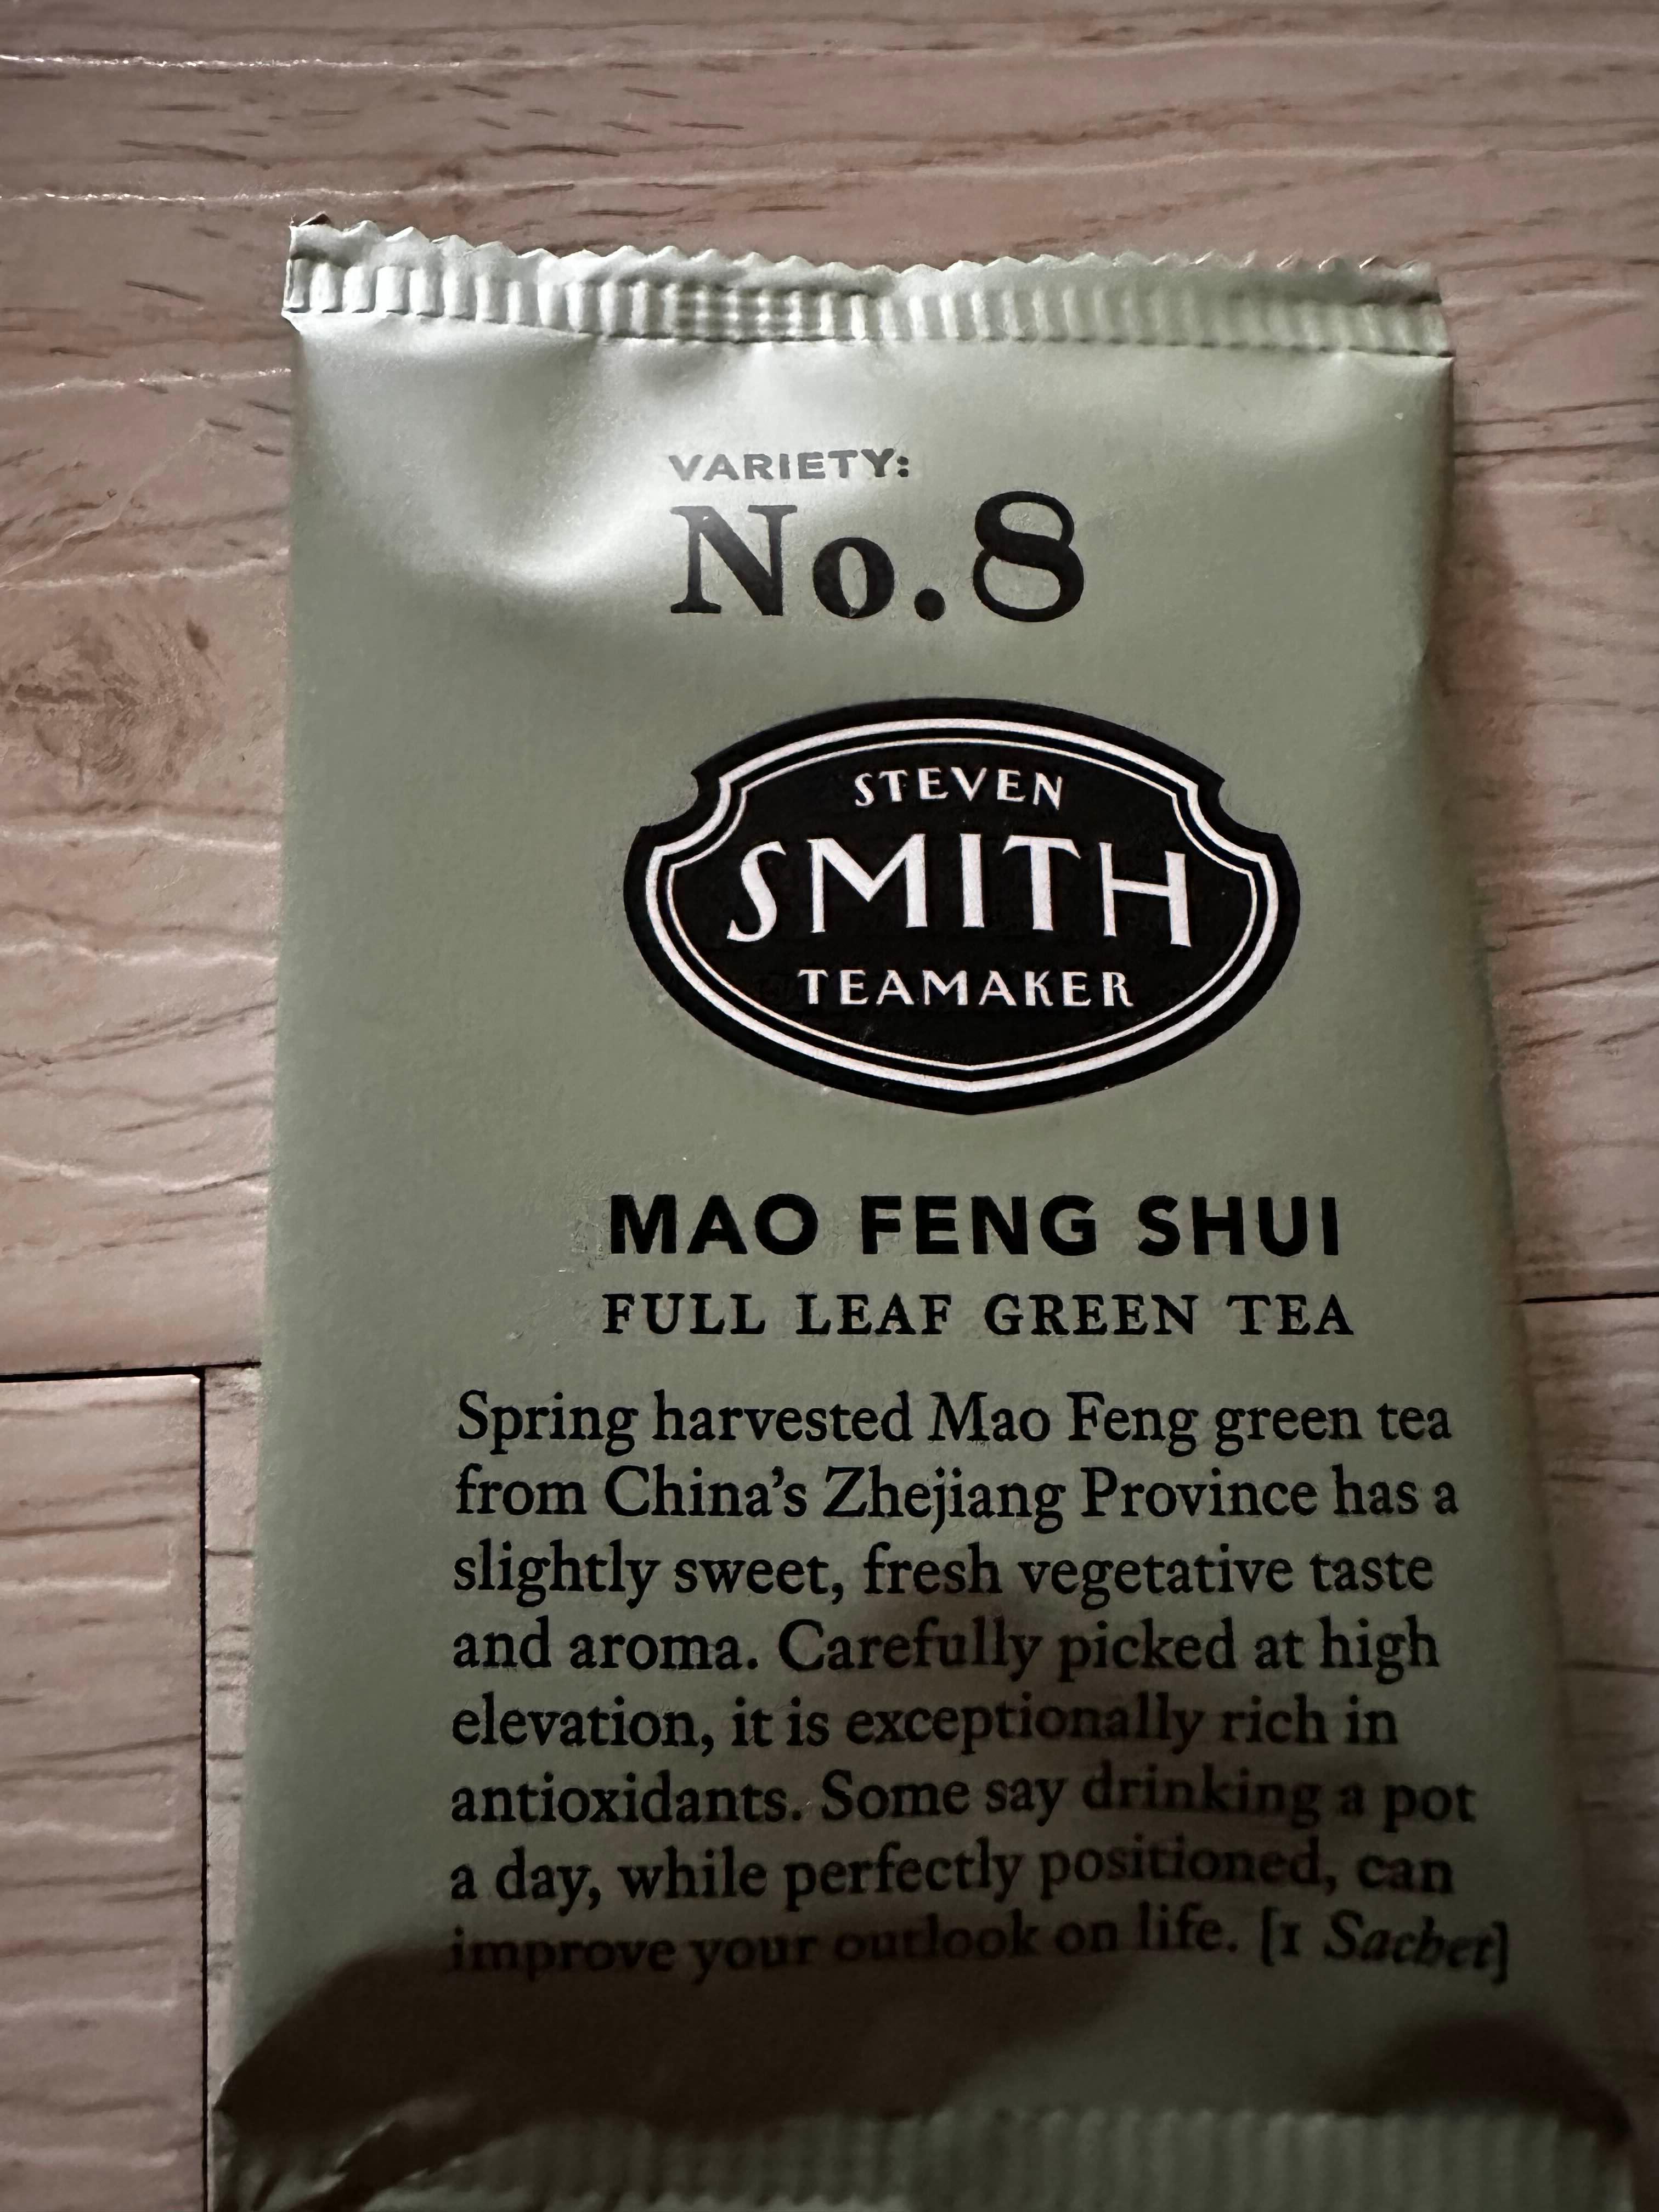 VARIETY:
No.8
STEVEN
SMITH
TEAMAKER
MAO FENG SHUI
FULL LEAF GREEN TEA
Spring harvested Mao Feng green tea
from China’s Zhejiang Province has a
slightly sweet, fresh vegetative taste
and aroma. Carefully picked at high
elevation, it is exceptionally rich in
antioxidants. Some say drinking a pot
a day, while perfectly positioned, can
improve your outlook on life. [1 Sachet]